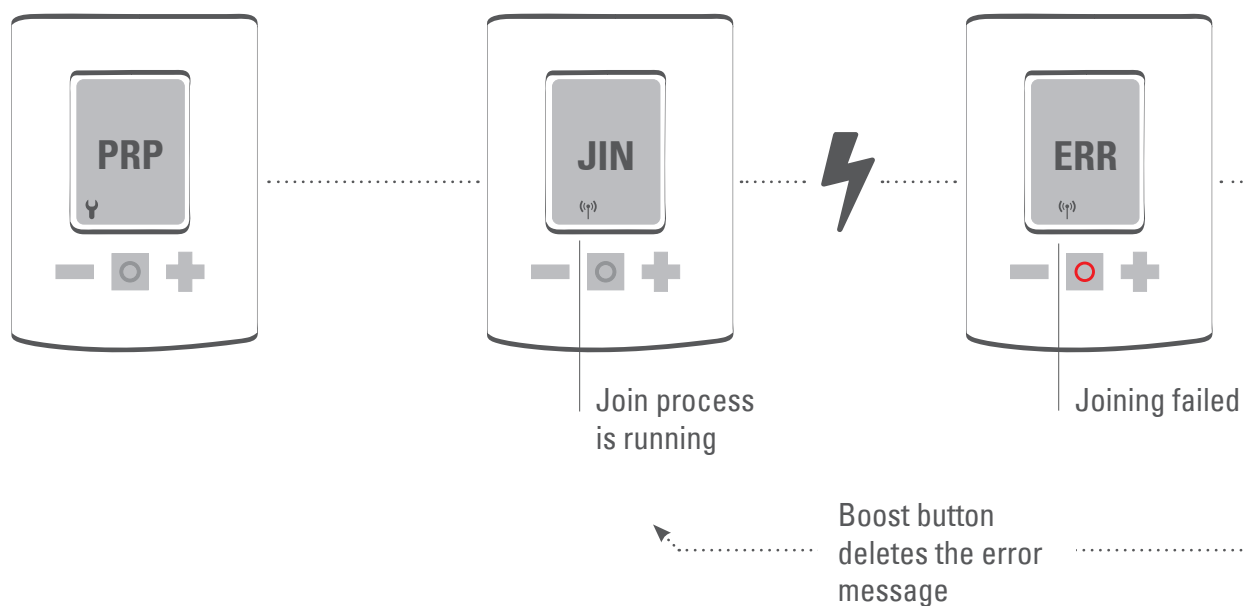 PRP
JIN
ERR
Join process
is running
Joining failed
Boost button
deletes the error
message